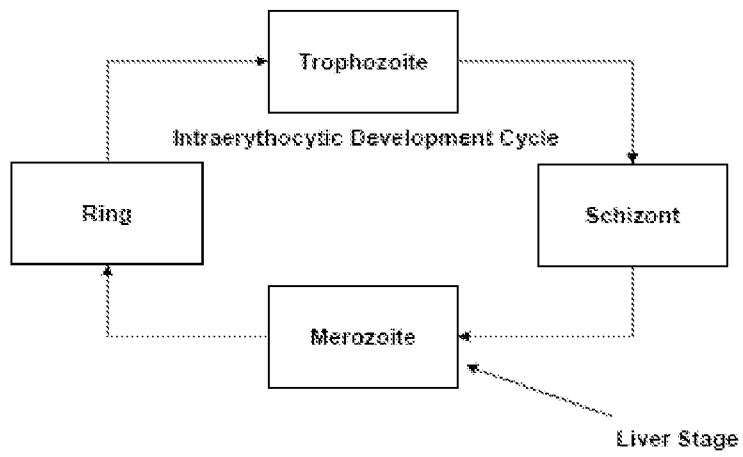 Trophozoite
Intraerythocytic Development Cycle
Ring
Schizont
Merozoite
Liver Stage